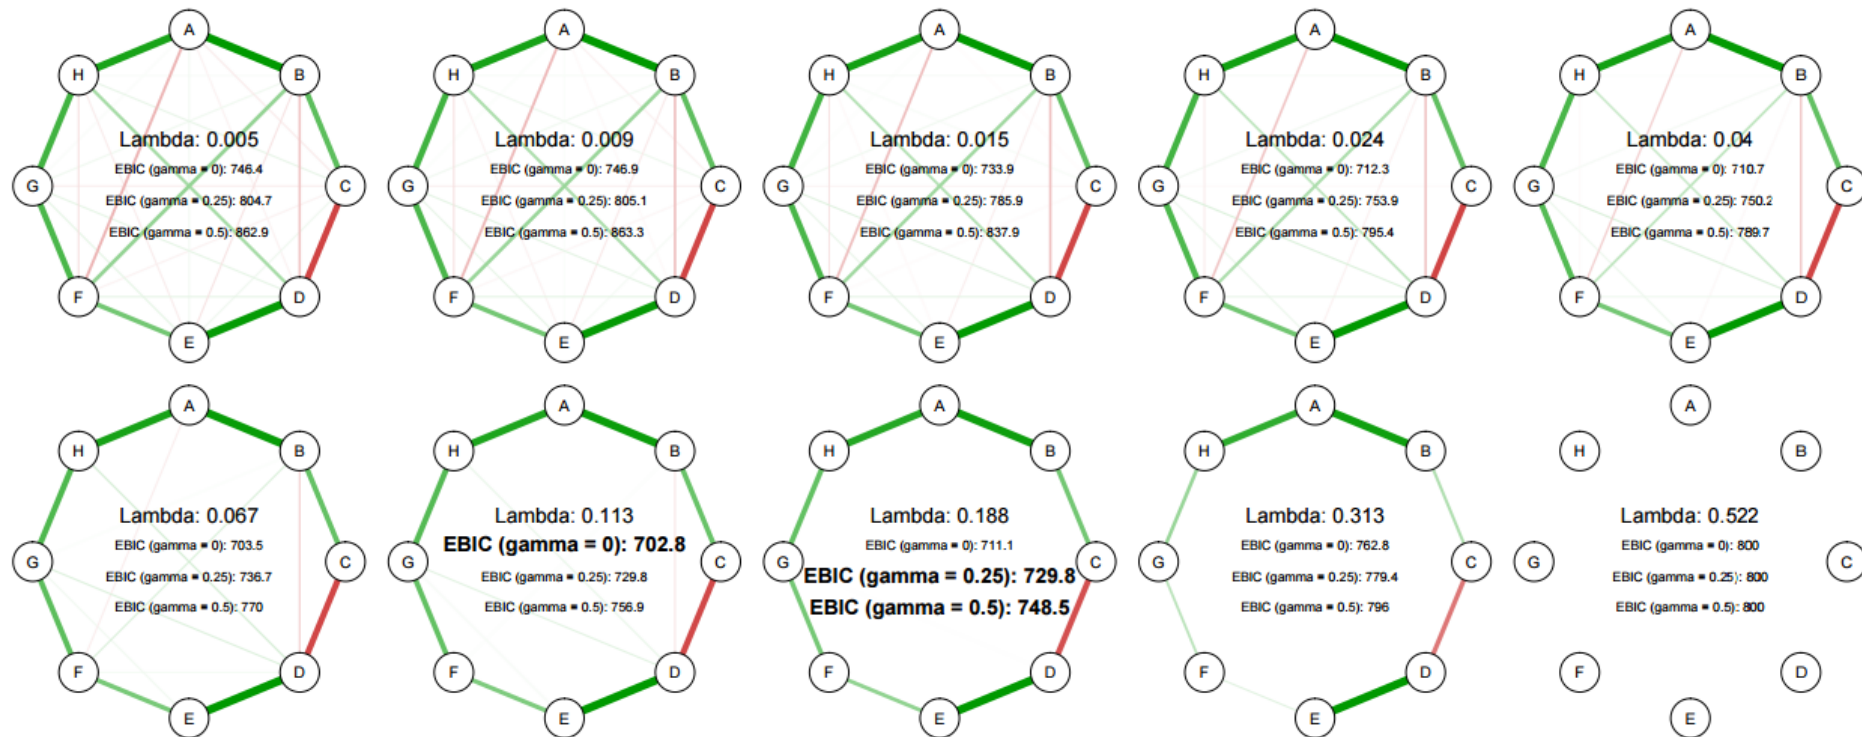 A
H
B
Lambda: 0.005
EBIC (gamma = 0): 746.4
G
C
EBIC (gamma = 0.25): 804.7
EBIC (gamma = 0.5): 862.9
F
D
E
A
H
B
Lambda: 0.009
EBIC (gamma = 0): 746.9
G
C
EBIC (gamma = 0.25): 805.1
EBIC (gamma = 0.5): 863.3
F
D
E
A
H
B
Lambda: 0.015
EBIC (gamma = 0): 733.9
G
C
EBIC (gamma = 0.25): 785.9
EBIC (gamma = 0.5): 837.9
F
D
E
A
H
B
Lambda: 0.024
EBIC (gamma = 0): 712.3
G
C
EBIC (gamma = 0.25): 753.9
EBIC (gamma = 0.5): 795.4
F
D
E
A
H
B
Lambda: 0.04
EBIC (gamma = 0): 710.7
G
C
EBIC (gamma = 0.25): 750.2
EBIC (gamma = 0.5): 789.7
F
D
E
A
H
B
Lambda: 0.067
EBIC (gamma = 0): 703.5
G
C
EBIC (gamma = 0.25): 736.7
EBIC (gamma = 0.5): 770
F
D
E
A
H
B
Lambda: 0.113
EBIC (gamma = 0): 702.8
G
C
EBIC (gamma = 0.25): 729.8
EBIC (gamma = 0.5): 756.9
F
D
E
A
H
B
Lambda: 0.188
EBIC (gamma = 0): 711.1
G
C
EBIC (gamma = 0.25): 729.8
EBIC (gamma = 0.5): 748.5
F
D
E
A
H
B
Lambda: 0.313
EBIC (gamma = 0): 762.8
G
C
EBIC (gamma = 0.25): 779.4
EBIC (gamma = 0.5): 796
F
D
E
A
H
B
Lambda: 0.522
EBIC (gamma = 0): 800
G
C
EBIC (gamma = 0.25): 800
EBIC (gamma = 0.5): 800
F
D
E